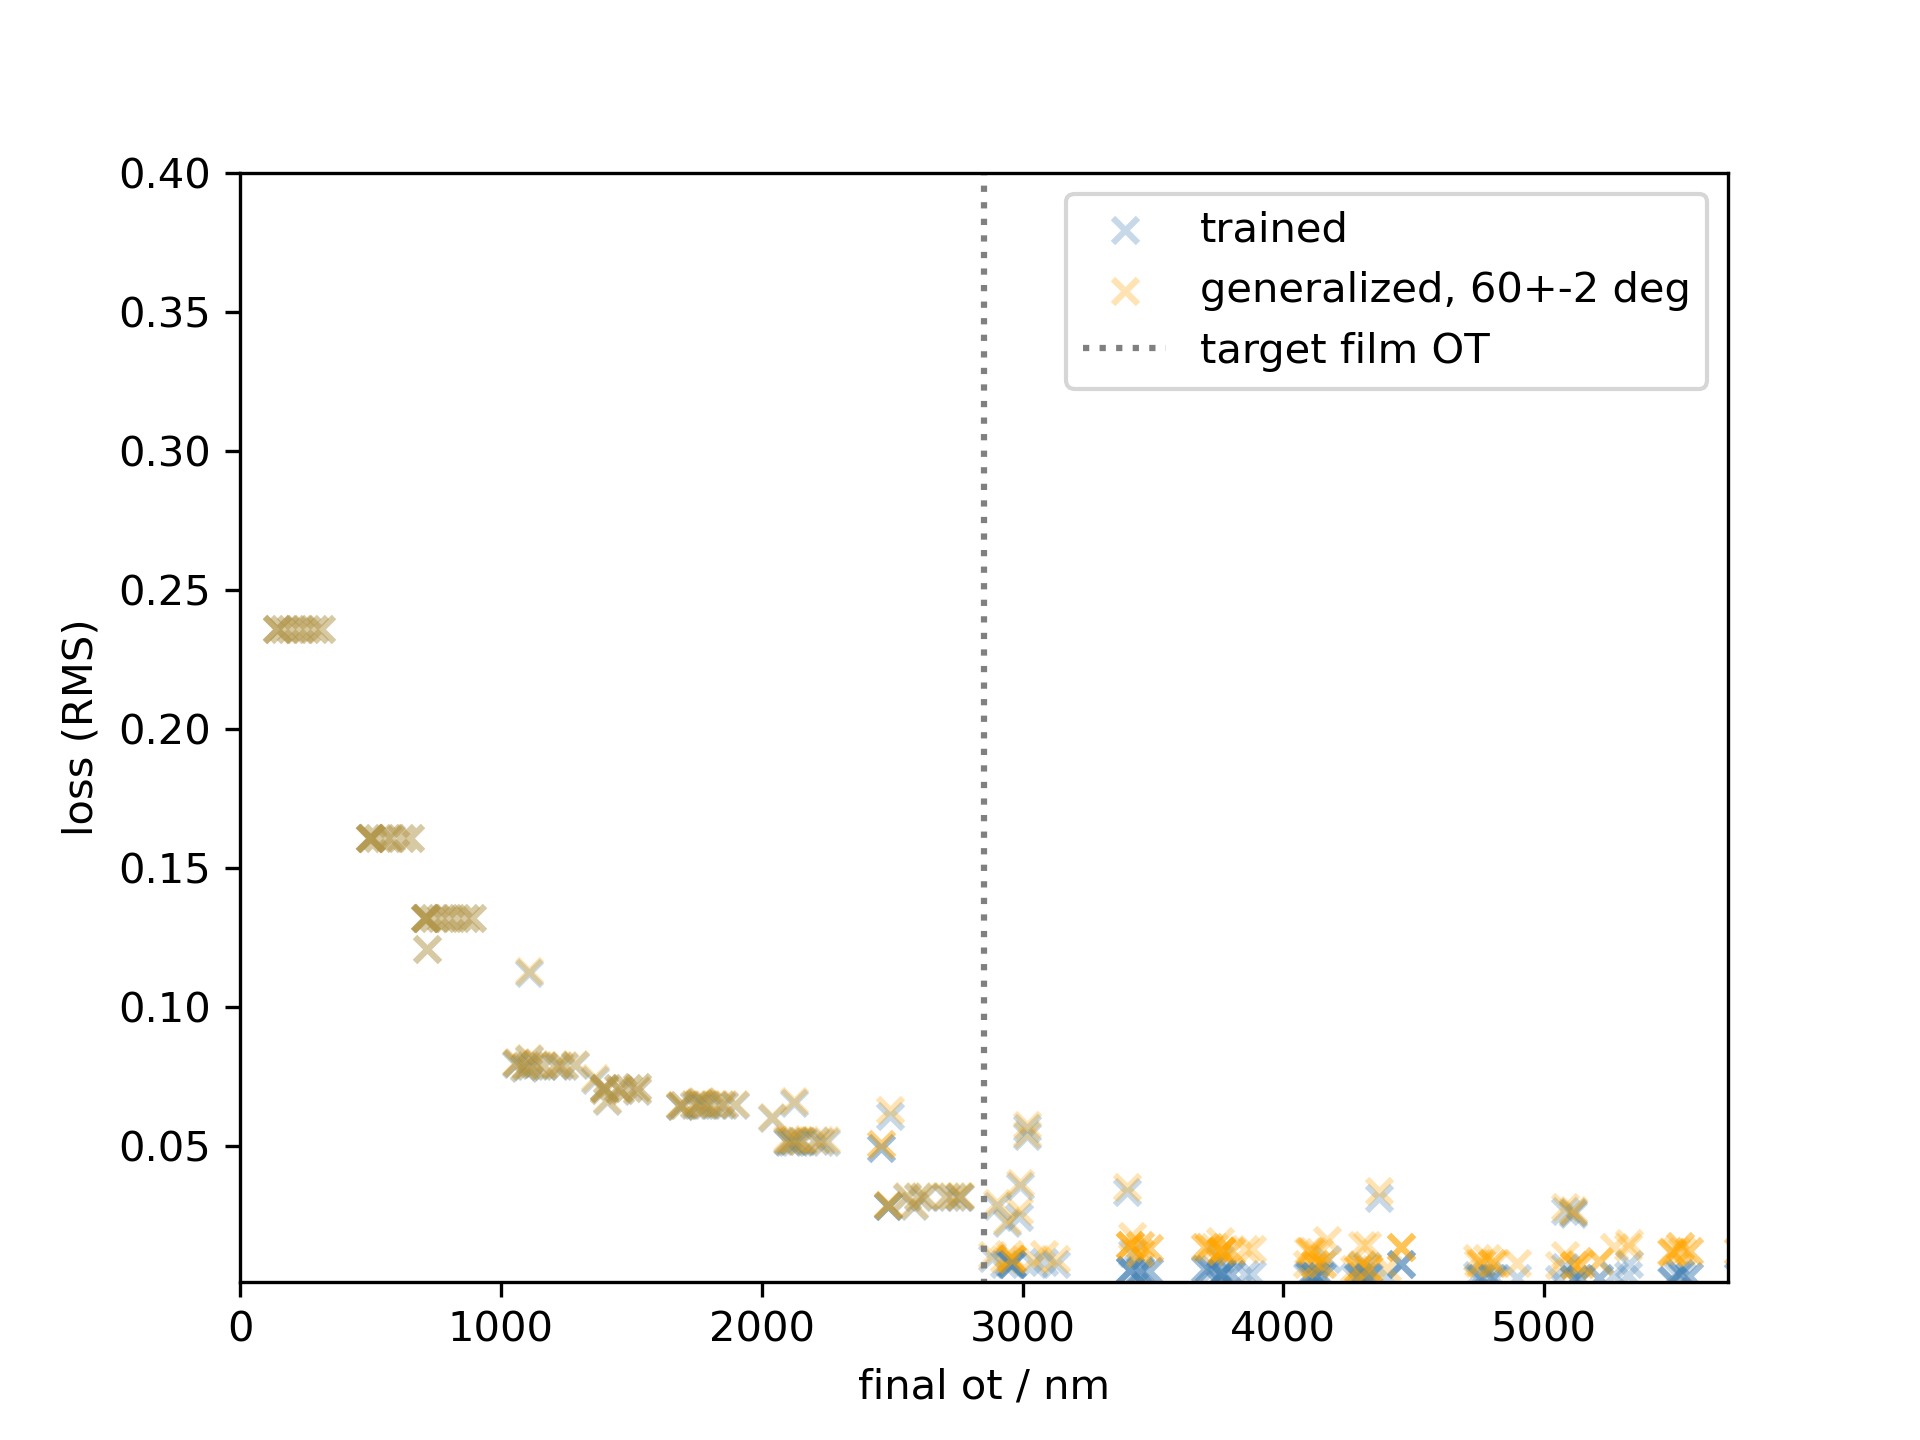 0.40
0.35
0.30
0.25
0.20
0.15
0.10
0.05
loss (RMS)
trained
generalized, 60+-2 deg
target film OT
0 1000 2000 3000 4000 5000
final ot / nm